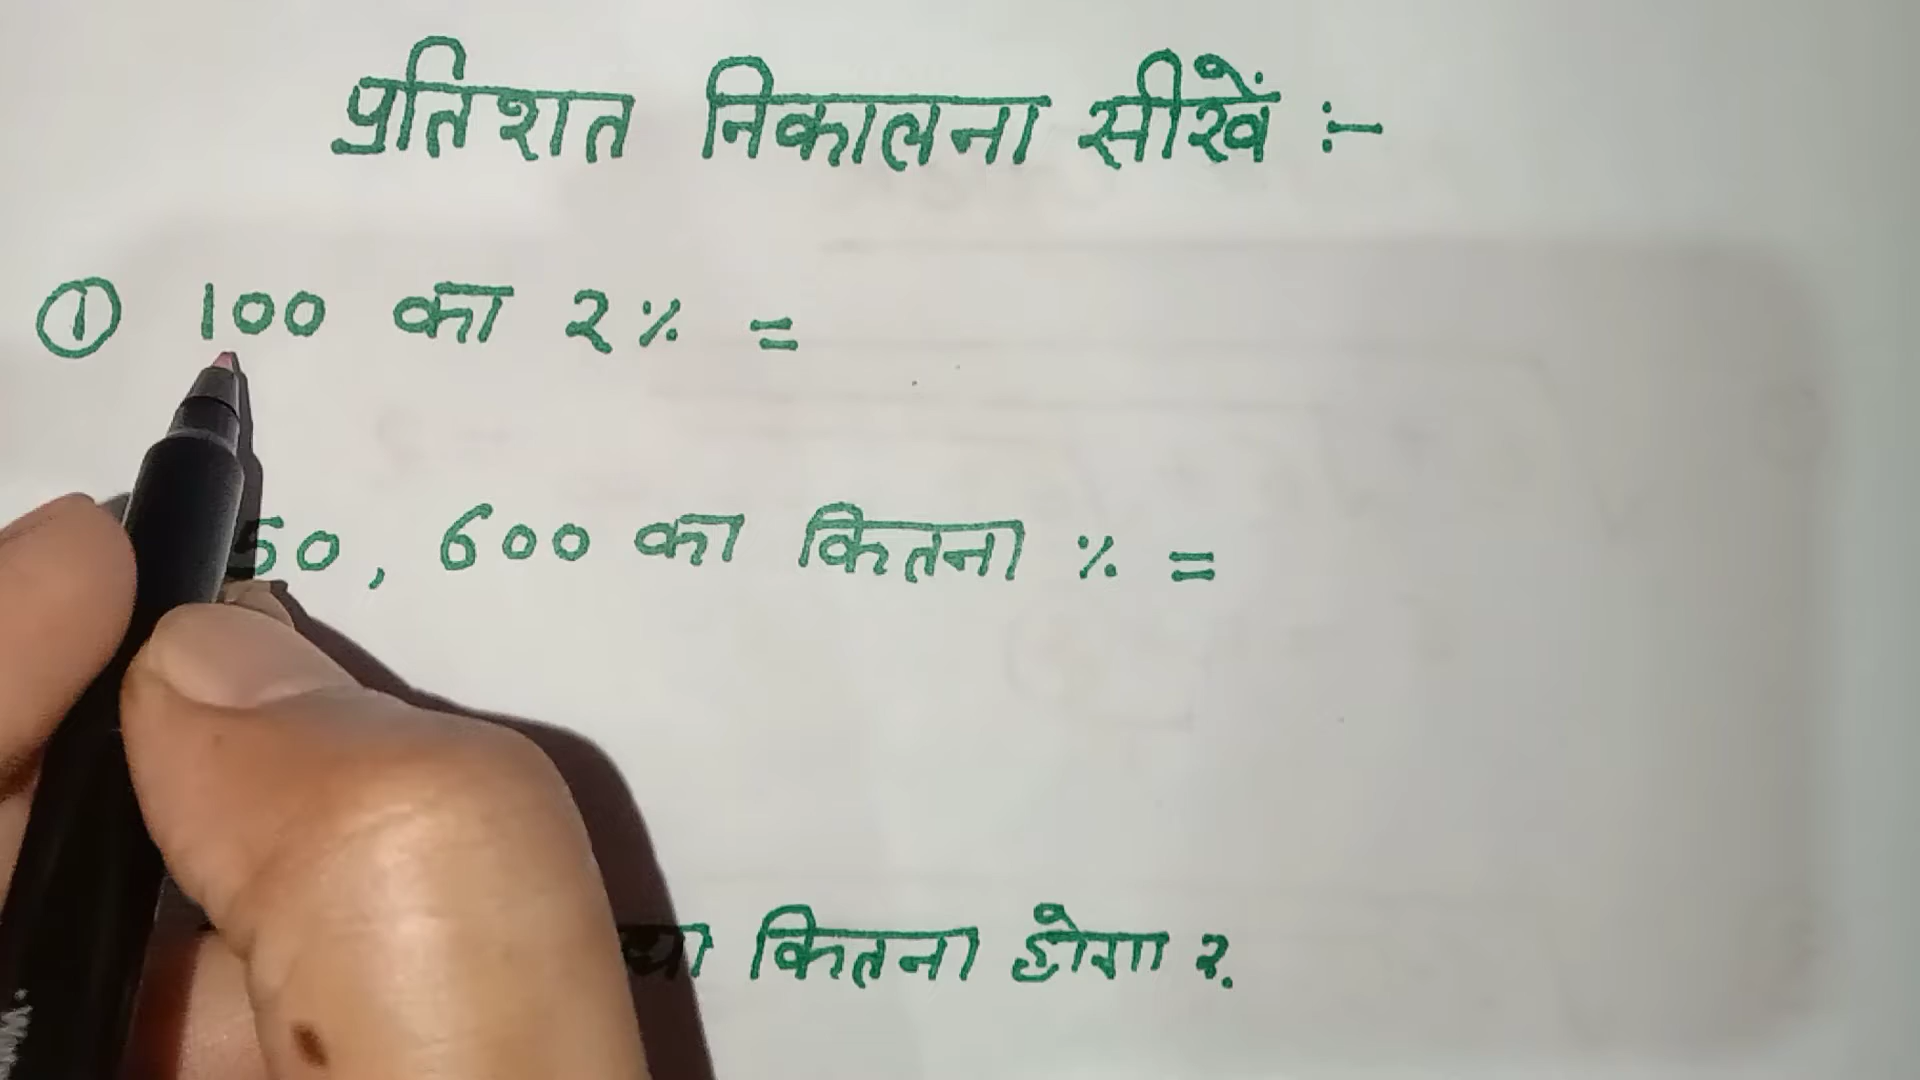 प्रतिशत निकालना सीखें :-
① 100 का 2% =
50, 600 का कितना % =
कितना होगा ?